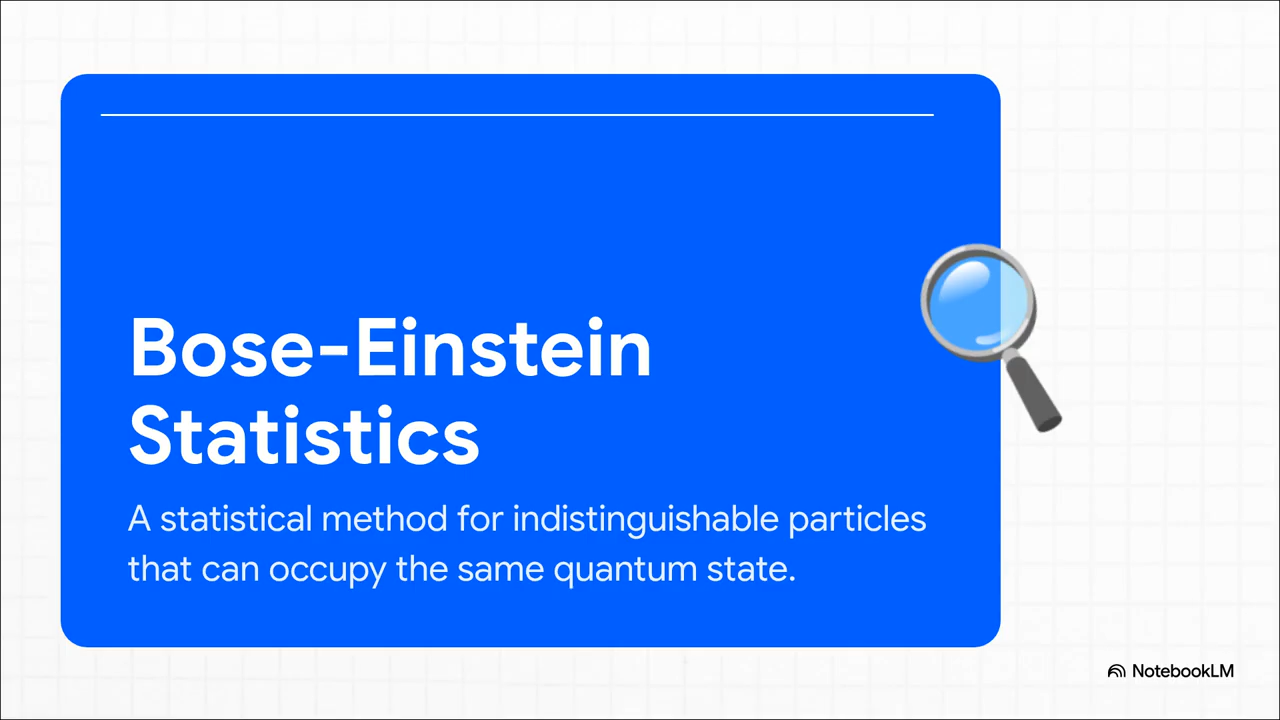 Bose-Einstein
Statistics
A statistical method for indistinguishable particles
that can occupy the same quantum state.
NotebookLM